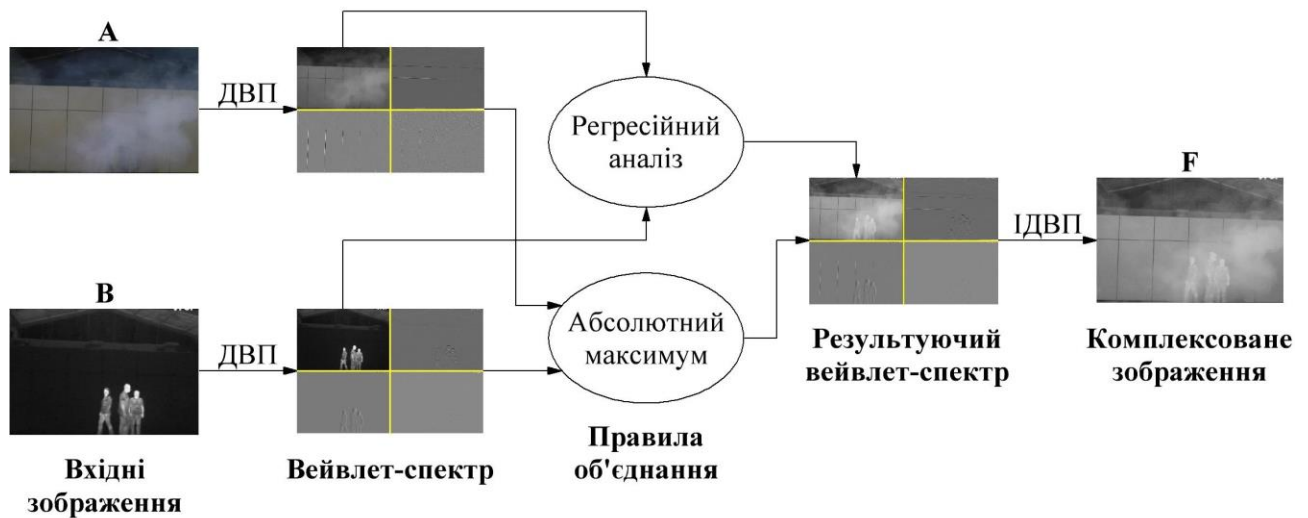 A
ДВП
Регресійний
аналіз
F
ІДВП
B
ДВП
Абсолютний
максимум
Результуючий
вейвлет-спектр
Комплексоване
зображення
Правила
об'єднання
Вейвлет-спектр
Вхідні
зображення